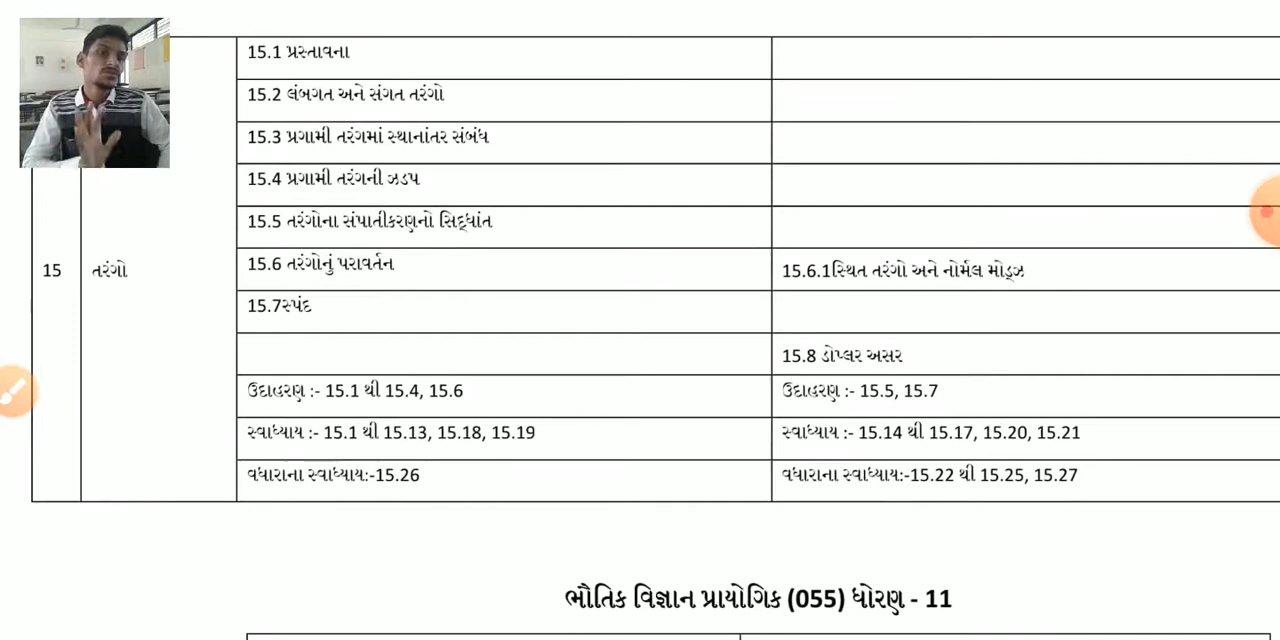 15.1 પ્રસ્તાવના
15.2 લંબગત અને સંગત તરંગો
15.3 પ્રગામી તરંગમાં સ્થાનાંતર સંબંધ
15.4 પ્રગામી તરંગની ઝડપ
15.5 તરંગોના સંપાતીકરણનો સિદ્ધાંત
15 તરંગો
15.6 તરંગોનું પરાવર્તન
15.6.1સ્થિત તરંગો અને નોર્મલ મોડ્ઝ
15.7સ્પંદ
15.8 ડોપ્લર અસર
ઉદાહરણ :- 15.1 થી 15.4, 15.6
ઉદાહરણ :- 15.5, 15.7
સ્વાધ્યાય :- 15.1 થી 15.13, 15.18, 15.19
સ્વાધ્યાય :- 15.14 થી 15.17, 15.20, 15.21
વધારાના સ્વાધ્યાય:-15.26
વધારાના સ્વાધ્યાય:-15.22 થી 15.25, 15.27
ભૌતિક વિજ્ઞાન પ્રાયોગિક (055) ધોરણ - 11